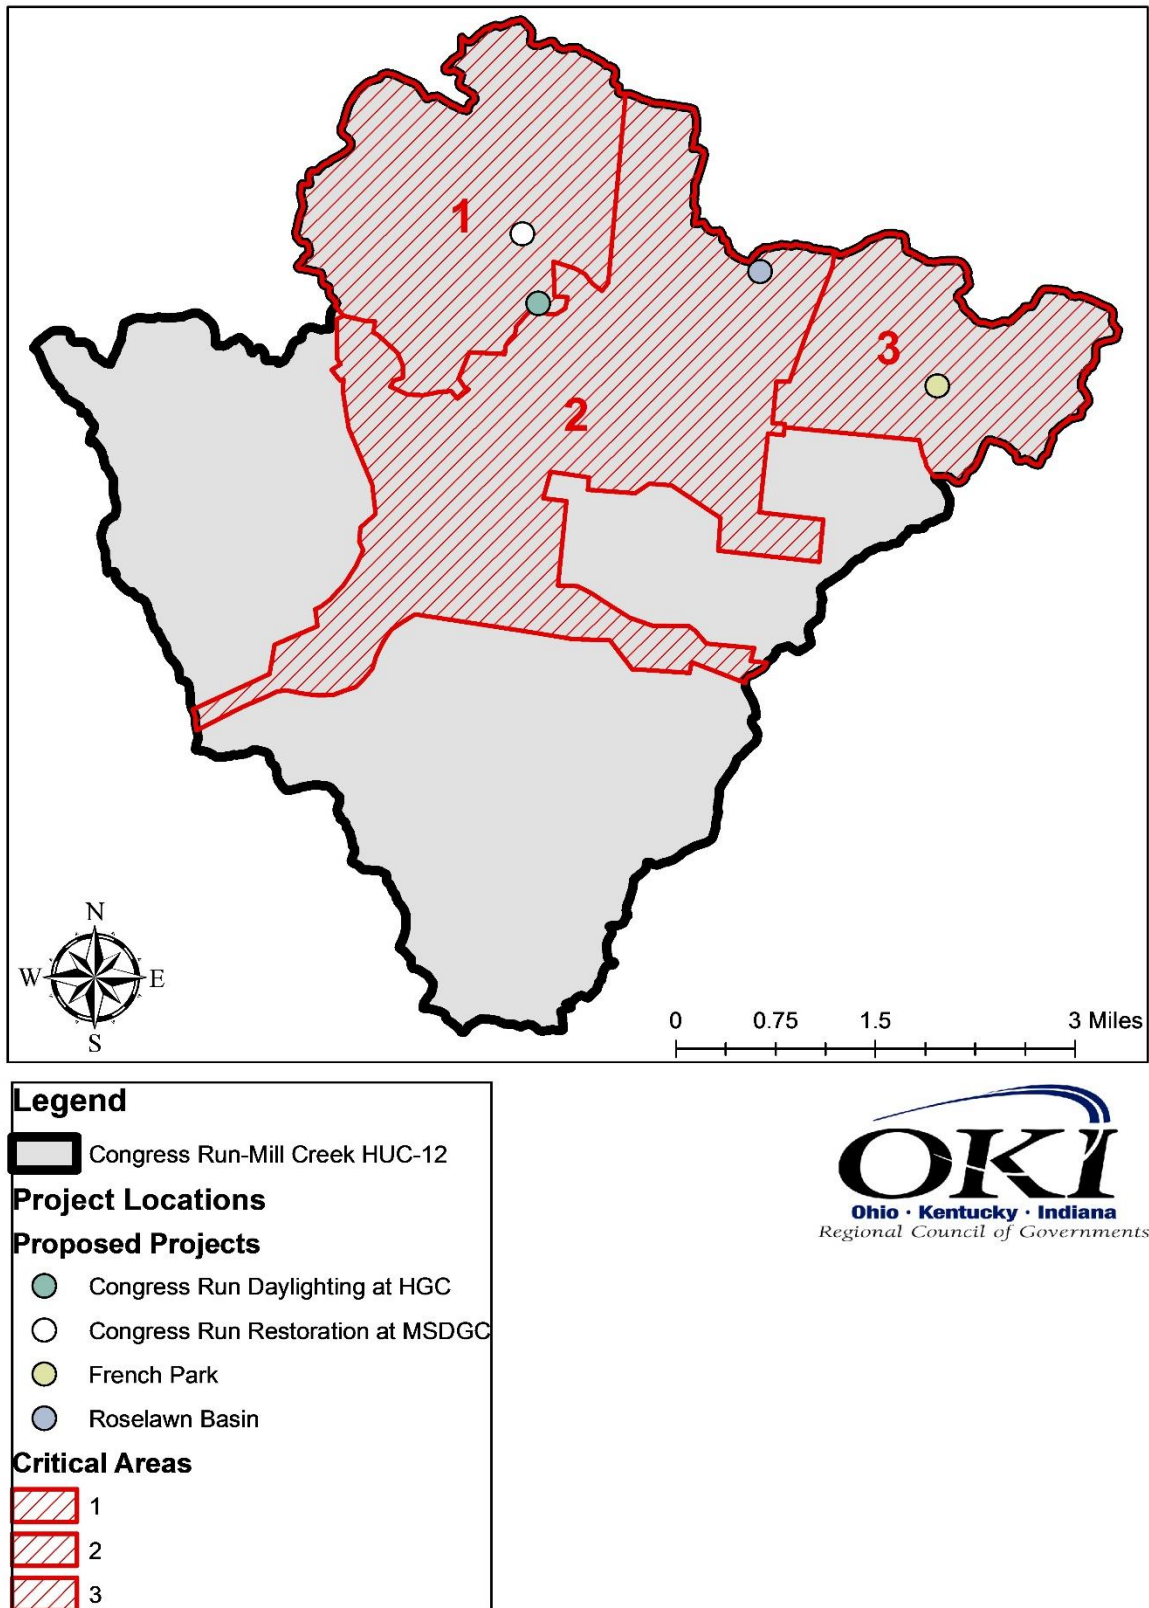 1
3
2
N
W E
S
0 0.75 1.5 3 Miles
Legend
Congress Run-Mill Creek HUC-12
Project Locations
Proposed Projects
Congress Run Daylighting at HGC
Congress Run Restoration at MSDGC
French Park
Roselawn Basin
Critical Areas
1
2
3
OKI
Ohio · Kentucky · Indiana
Regional Council of Governments